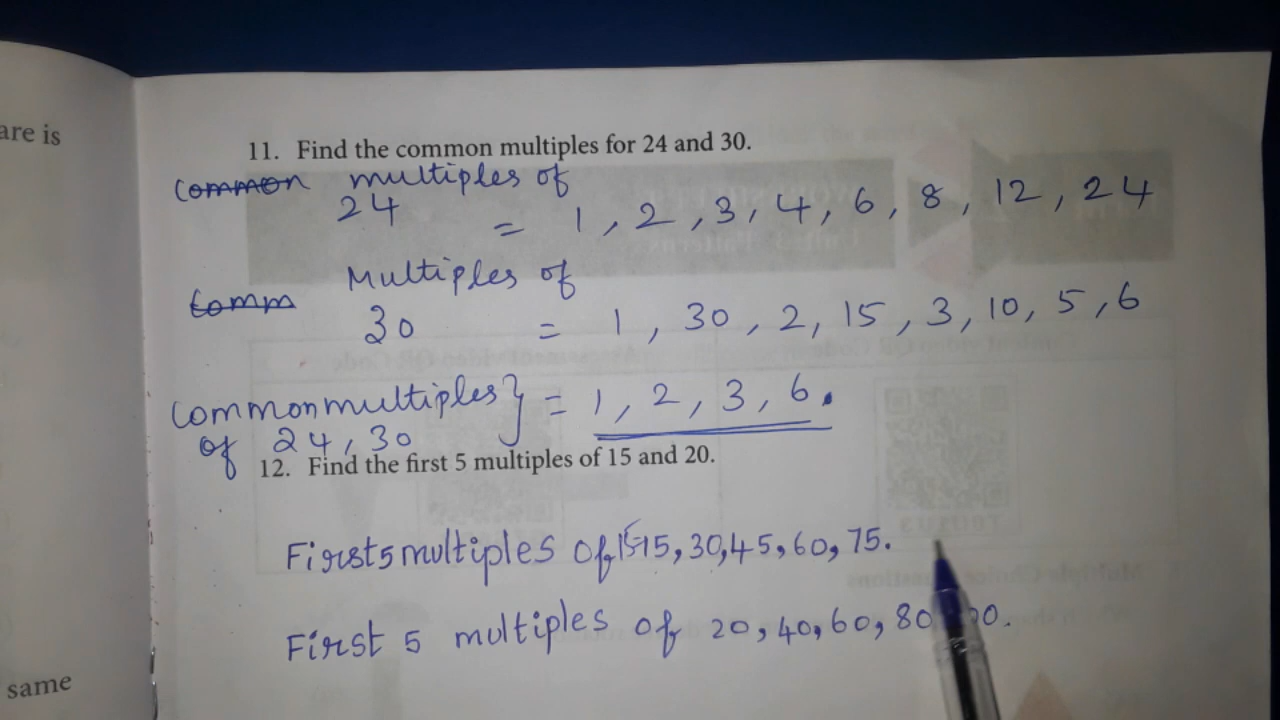 are is
11. Find the common multiples for 24 and 30.
common multiples of
24 = 1, 2, 3, 4, 6, 8, 12, 24
Comm Multiples of
30 = 1, 30, 2, 15, 3, 10, 5, 6
Common multiples } = 1, 2, 3, 6.
of 24, 30
12. Find the first 5 multiples of 15 and 20.
First 5 multiples of 15-15, 30, 45, 60, 75.
First 5 multiples of 20, 40, 60, 80
same